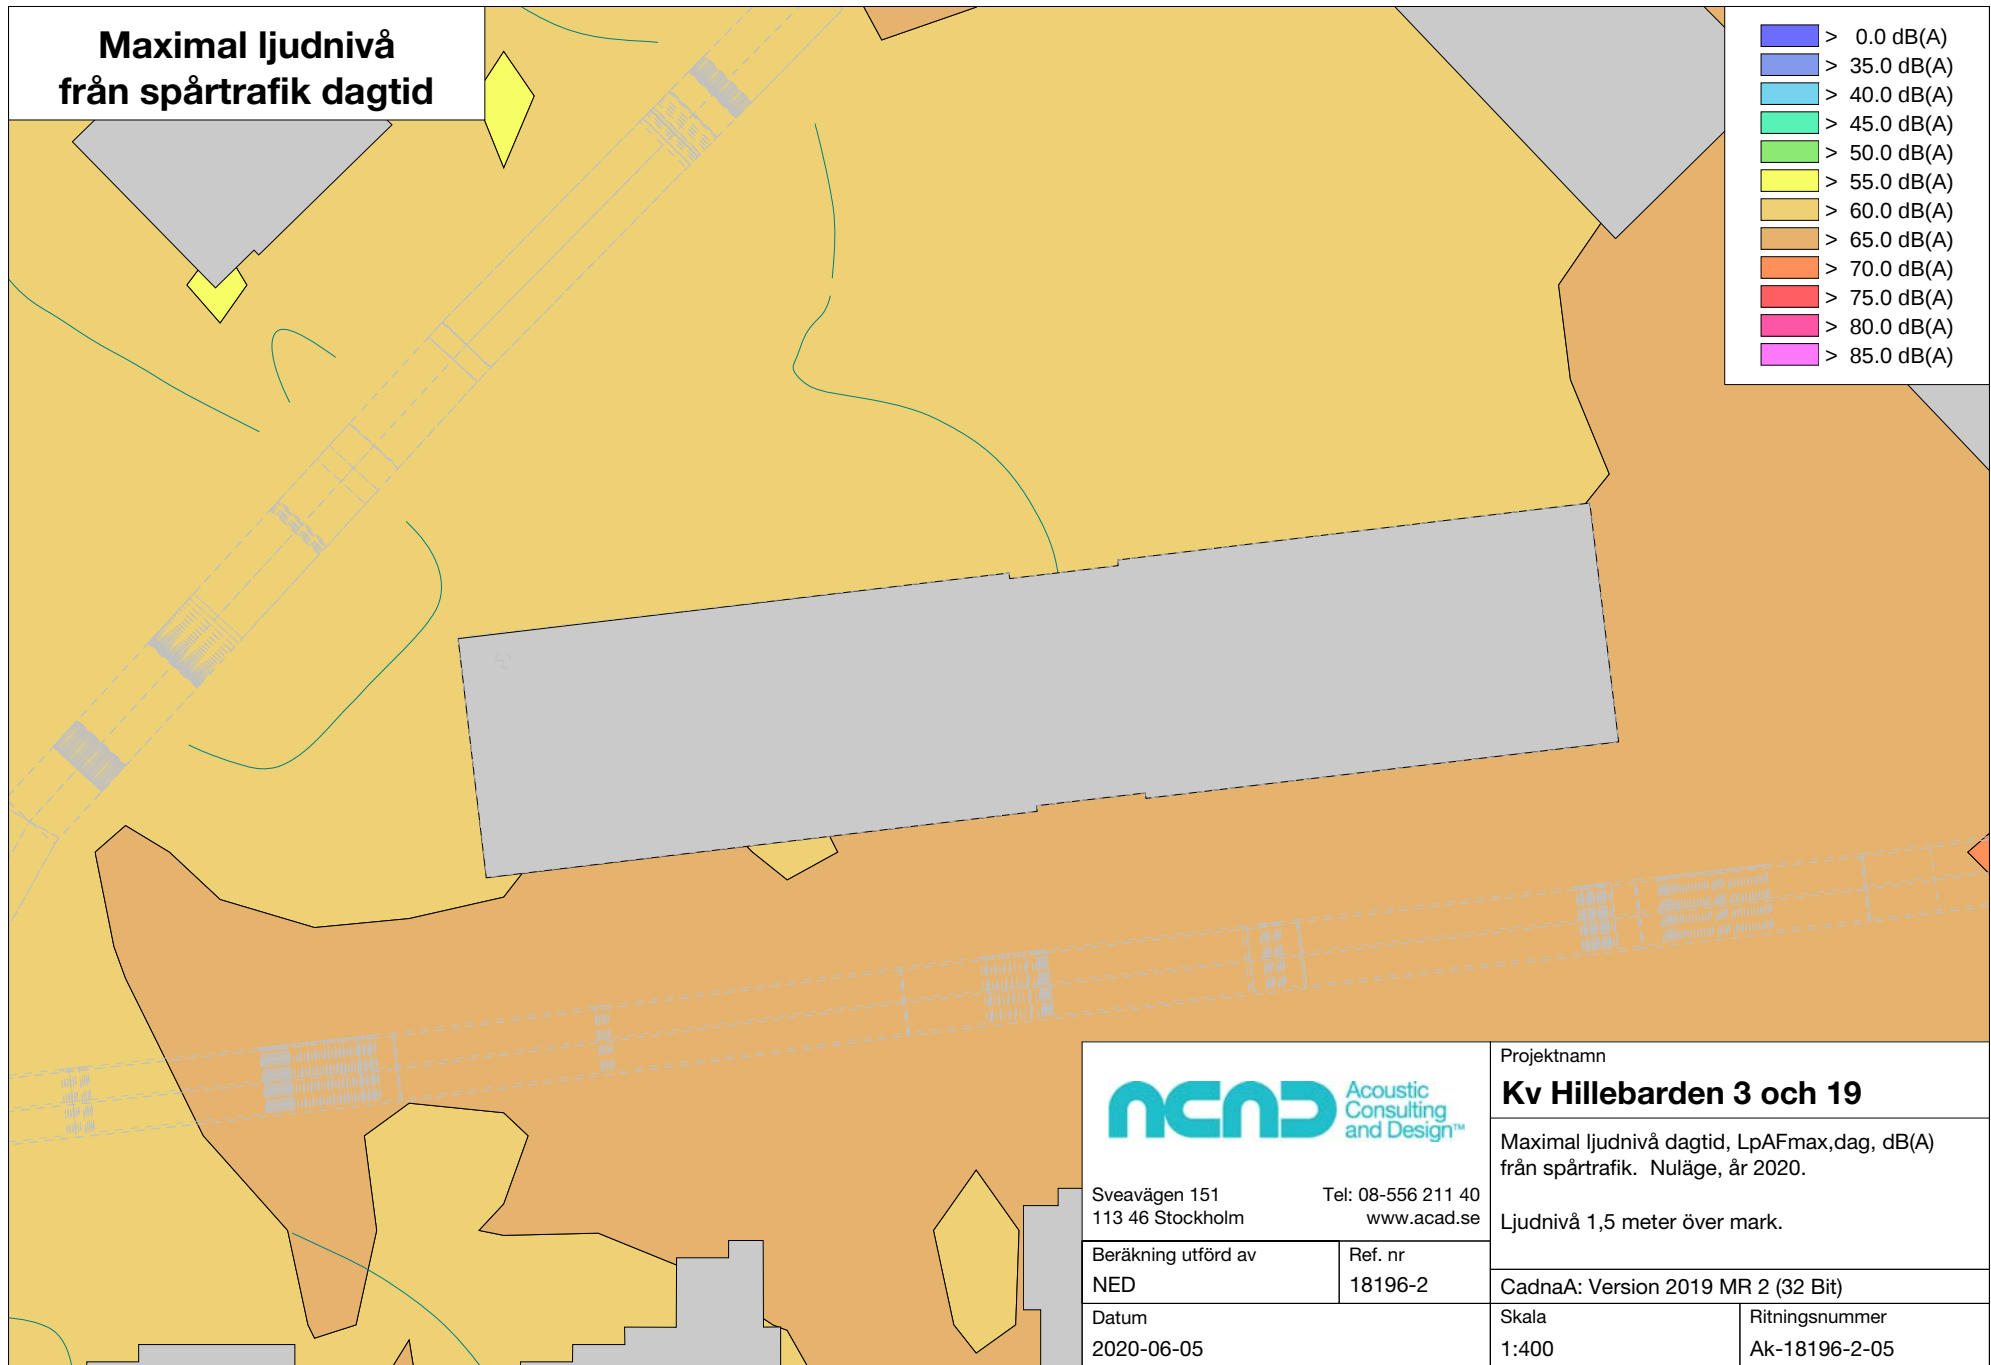 Maximal ljudnivå
från spårtrafik dagtid
> 0.0 dB(A)
> 35.0 dB(A)
> 40.0 dB(A)
> 45.0 dB(A)
> 50.0 dB(A)
> 55.0 dB(A)
> 60.0 dB(A)
> 65.0 dB(A)
> 70.0 dB(A)
> 75.0 dB(A)
> 80.0 dB(A)
> 85.0 dB(A)
ACAD
Acoustic
Consulting
and Design™
Sveavägen 151
113 46 Stockholm
Tel: 08-556 211 40
www.acad.se
Beräkning utförd av
NED
Ref. nr
18196-2
Datum
2020-06-05
Projektnamn
Kv Hillebarden 3 och 19
Maximal ljudnivå dagtid, LpAFmax,dag, dB(A)
från spårtrafik. Nuläge, år 2020.
Ljudnivå 1,5 meter över mark.
CadnaA: Version 2019 MR 2 (32 Bit)
Skala
1:400
Ritningsnummer
Ak-18196-2-05